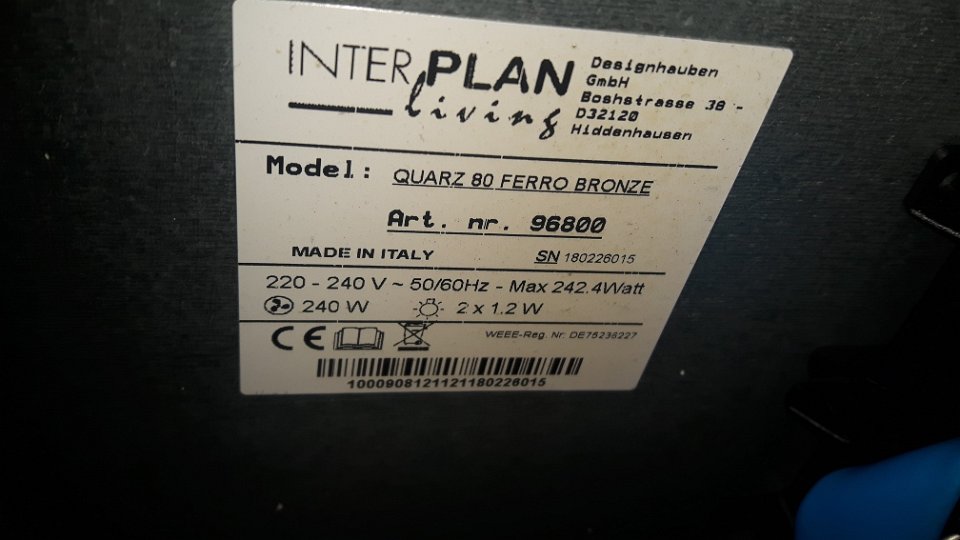 INTER PLAN
living
Designhauben
GmbH
Boshstrasse 38 -
D32120
Hiddenhausen
Model: QUARZ 80 FERRO BRONZE
Art. nr. 96800
MADE IN ITALY SN 180226015
220 - 240 V ~ 50/60Hz - Max 242.4Watt
240 W 2 x 1.2 W
CE
WEEE-Reg. Nr. DE75236227
1000908121121180226015